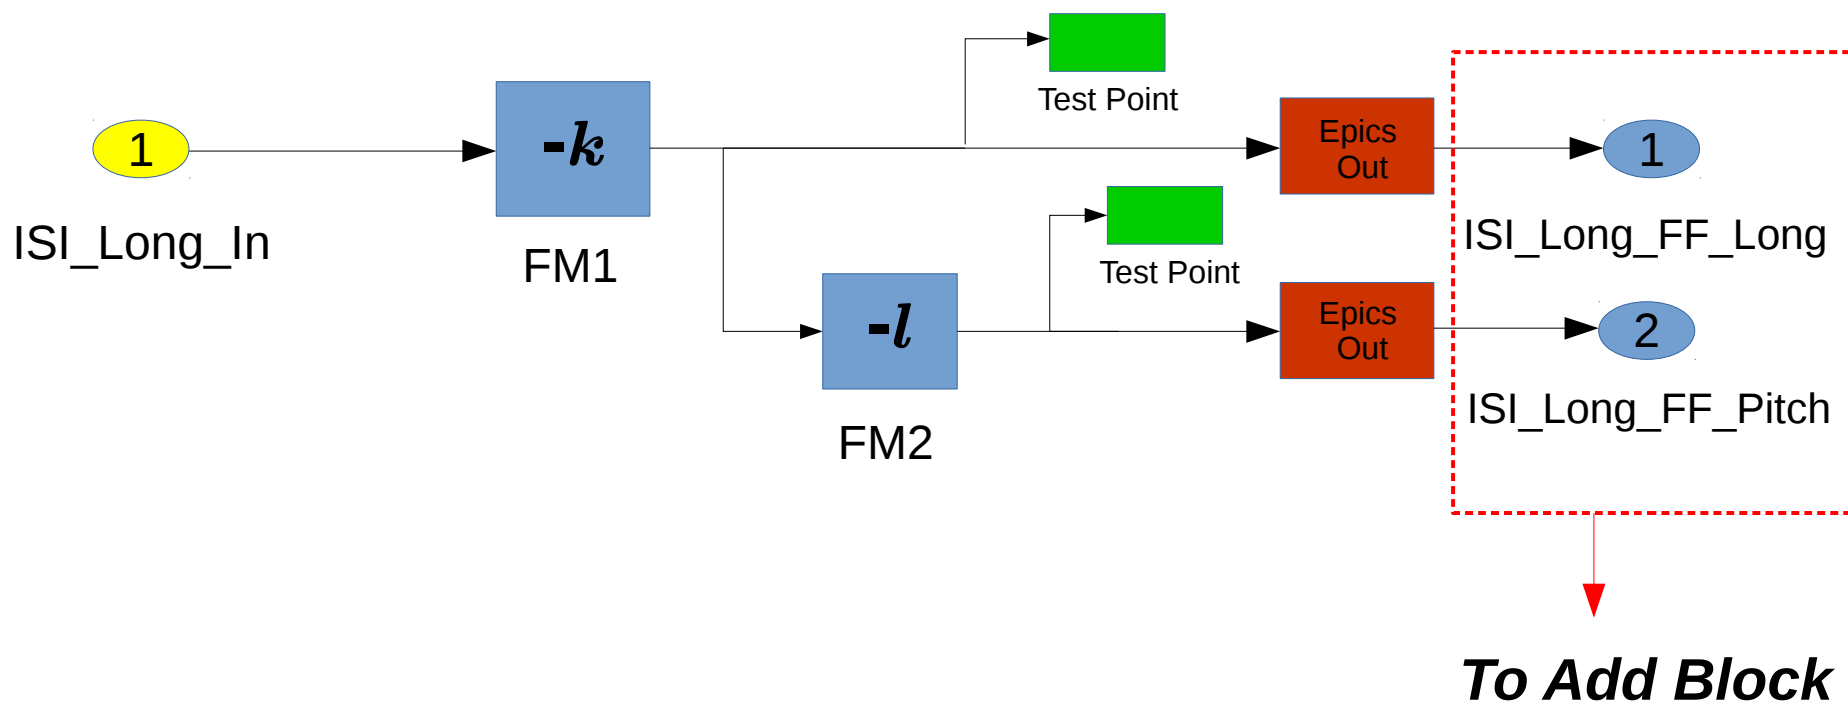 1
ISI_Long_In
-k
FM1
Test Point
Epics
Out
1
ISI_Long_FF_Long
-l
FM2
Test Point
Epics
Out
2
ISI_Long_FF_Pitch
To Add Block